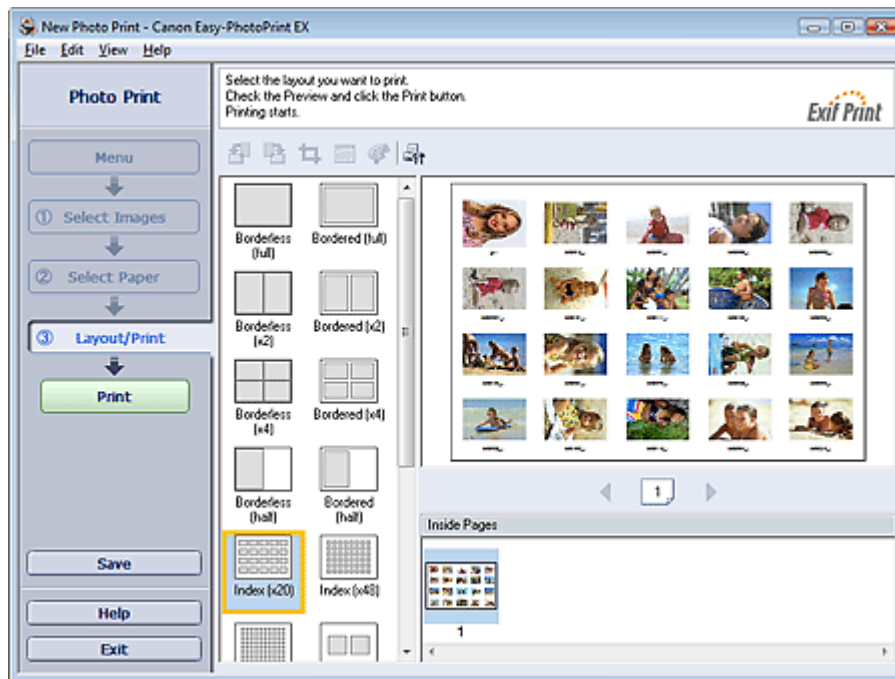 New Photo Print - Canon Easy-PhotoPrint EX
File Edit View Help
Photo Print
Select the layout you want to print.
Check the Preview and click the Print button.
Printing starts.
Exif Print
Menu
① Select Images
② Select Paper
③ Layout/Print
Print
Save
Help
Exit
Borderless (full)
Bordered (full)
Borderless (x2)
Bordered (x2)
Borderless (x4)
Bordered (x4)
Borderless (half)
Bordered (half)
Index (x20)
Index (x48)
1
Inside Pages
1